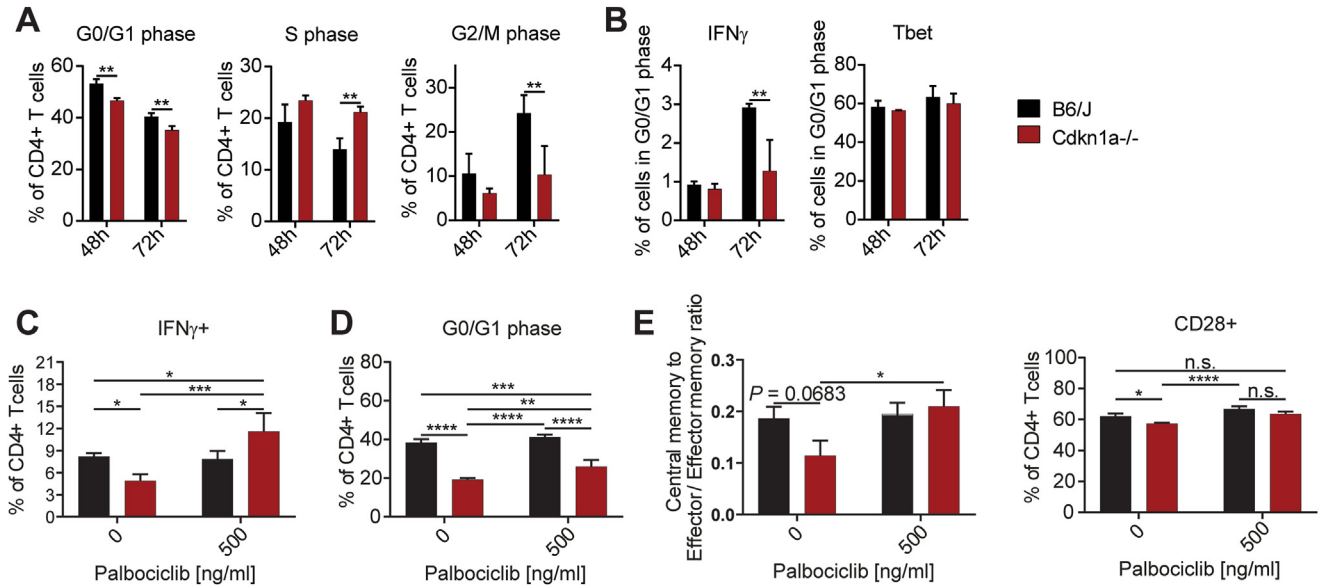 A
G0/G1 phase
S phase
G2/M phase
% of CD4+ T cells
60
40
20
0
48h
72h
% of CD4+ T cells
30
20
10
0
48h
72h
% of CD4+ T cells
30
20
10
0
48h
72h
**
**
**
**
B
IFNγ
Tbet
% of cells in G0/G1 phase
4
3
2
1
0
48h
72h
**
% of cells in G0/G1 phase
80
60
40
20
0
48h
72h
B6/J
Cdkn1a-/-
C
IFNγ+
% of CD4+ Tcells
21
18
15
12
9
6
3
0
*
***
*
*
0
500
Palbociclib [ng/ml]
D
G0/G1 phase
% of CD4+ Tcells
80
60
40
20
0
***
**
****
****
****
0
500
Palbociclib [ng/ml]
E
Central memory to
Effector/ Effectormemory ratio
0.3
0.2
0.1
0.0
P = 0.0683
*
0
500
Palbociclib [ng/ml]
CD28+
% of CD4+ Tcells
100
80
60
40
20
0
n.s.
****
*
n.s.
0
500
Palbociclib [ng/ml]